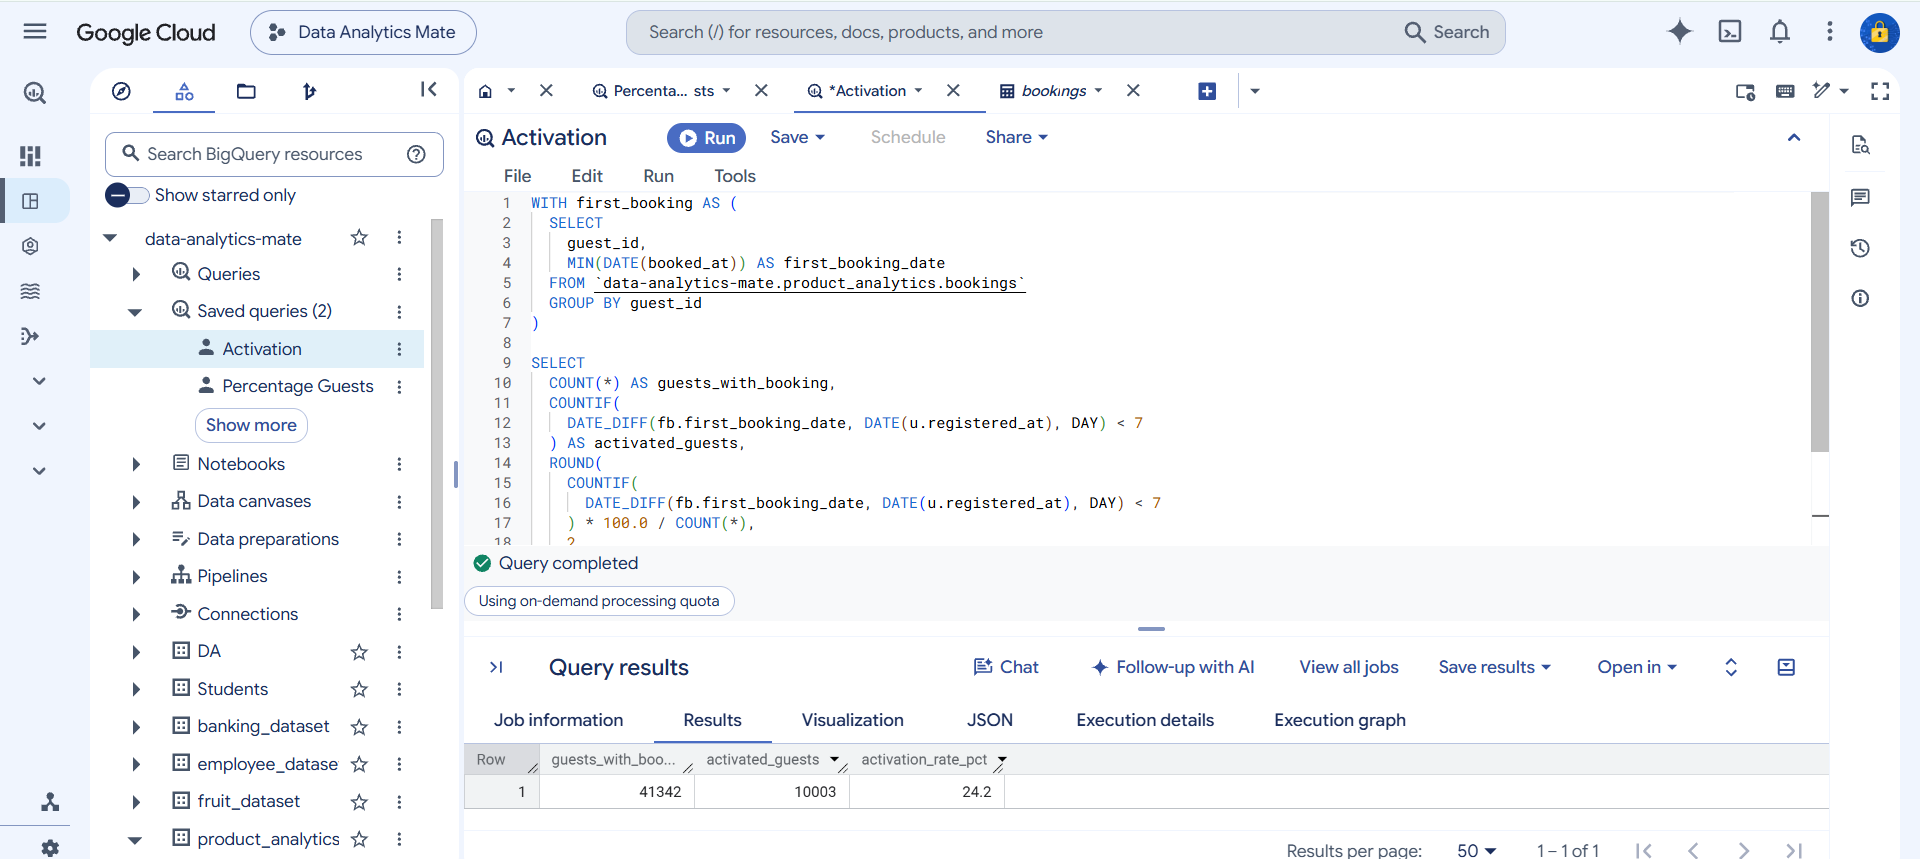 Google Cloud
Data Analytics Mate
Search (/) for resources, docs, products, and more
Search
Percenta... sts
*Activation
bookings
Search BigQuery resources
Show starred only
data-analytics-mate
Queries
Saved queries (2)
Activation
Percentage Guests
Show more
Notebooks
Data canvases
Data preparations
Pipelines
Connections
DA
Students
banking_dataset
employee_datase
fruit_dataset
product_analytics
Activation
Run
Save
Schedule
Share
File
Edit
Run
Tools
1 WITH first_booking AS (
2 SELECT
3 guest_id,
4 MIN(DATE(booked_at)) AS first_booking_date
5 FROM `data-analytics-mate.product_analytics.bookings`
6 GROUP BY guest_id
7 )
8
9 SELECT
10 COUNT(*) AS guests_with_booking,
11 COUNTIF(
12 DATE_DIFF(fb.first_booking_date, DATE(u.registered_at), DAY) < 7
13 ) AS activated_guests,
14 ROUND(
15 COUNTIF(
16 DATE_DIFF(fb.first_booking_date, DATE(u.registered_at), DAY) < 7
17 ) * 100.0 / COUNT(*),
18 2
Query completed
Using on-demand processing quota
Query results
Chat
Follow-up with AI
View all jobs
Save results
Open in
Job information
Results
Visualization
JSON
Execution details
Execution graph
Row guests_with_boo... activated_guests activation_rate_pct
1 41342 10003 24.2
Results per page: 50 1 – 1 of 1